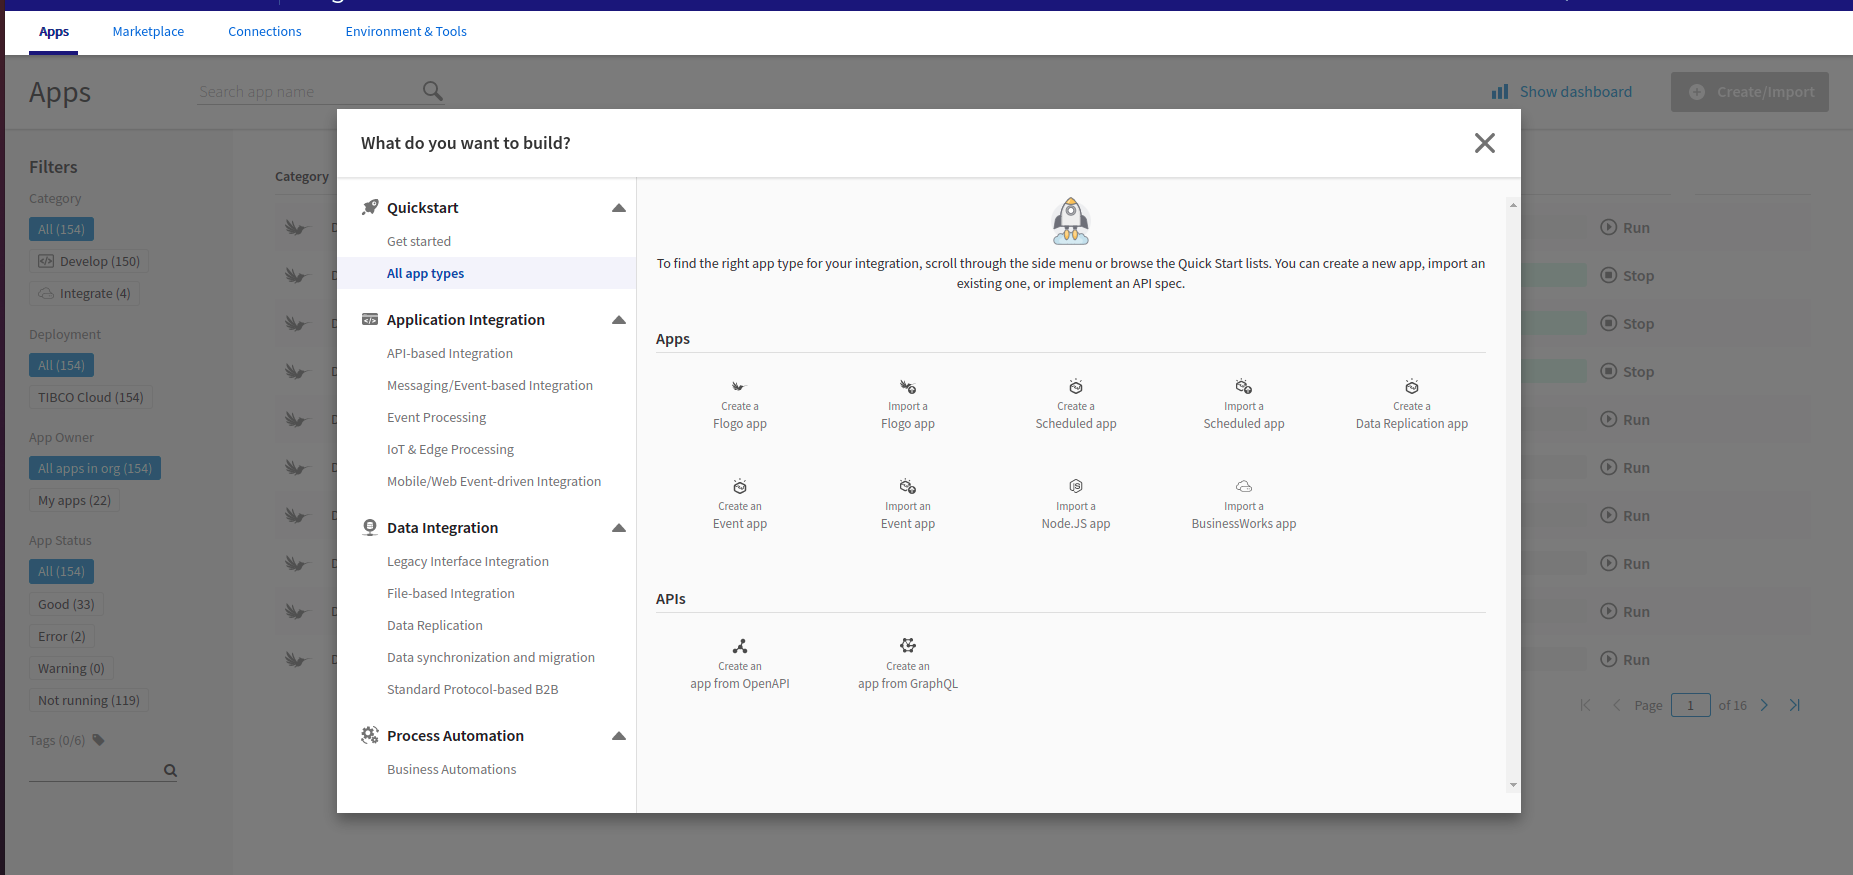 Apps
Marketplace
Connections
Environment & Tools
Apps
Search app name
Show dashboard
Create/Import
Filters
Category
All (154)
Develop (150)
Integrate (4)
Deployment
All (154)
TIBCO Cloud (154)
App Owner
All apps in org (154)
My apps (22)
App Status
All (154)
Good (33)
Error (2)
Warning (0)
Not running (119)
Tags (0/6)
Category
What do you want to build?
Quickstart
Get started
All app types
Application Integration
API-based Integration
Messaging/Event-based Integration
Event Processing
IoT & Edge Processing
Mobile/Web Event-driven Integration
Data Integration
Legacy Interface Integration
File-based Integration
Data Replication
Data synchronization and migration
Standard Protocol-based B2B
Process Automation
Business Automations
To find the right app type for your integration, scroll through the side menu or browse the Quick Start lists. You can create a new app, import an
existing one, or implement an API spec.
Apps
Create a
Flogo app
Import a
Flogo app
Create a
Scheduled app
Import a
Scheduled app
Create a
Data Replication app
Create an
Event app
Import an
Event app
Import a
Node.JS app
Import a
BusinessWorks app
APIs
Create an
app from OpenAPI
Create an
app from GraphQL
Run
Stop
Stop
Stop
Run
Run
Run
Run
Run
Run
Page 1 of 16